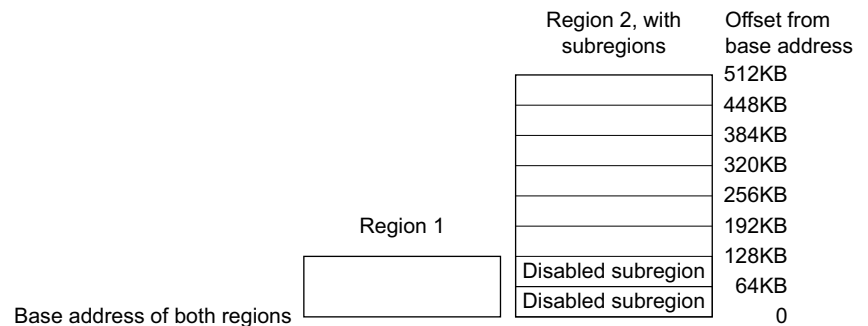 Region 2, with
subregions
Offset from
base address
512KB
448KB
384KB
320KB
256KB
192KB
Region 1
128KB
Disabled subregion
64KB
Disabled subregion
Base address of both regions
0